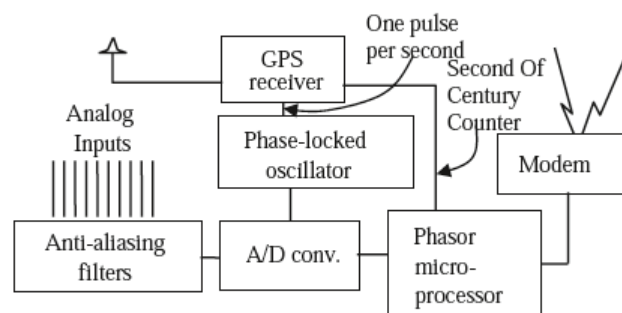 One pulse
per second
GPS
receiver
Second Of
Century
Counter
Analog
Inputs
Phase-locked
oscillator
Modem
Anti-aliasing
filters
A/D conv.
Phasor
micro-
processor